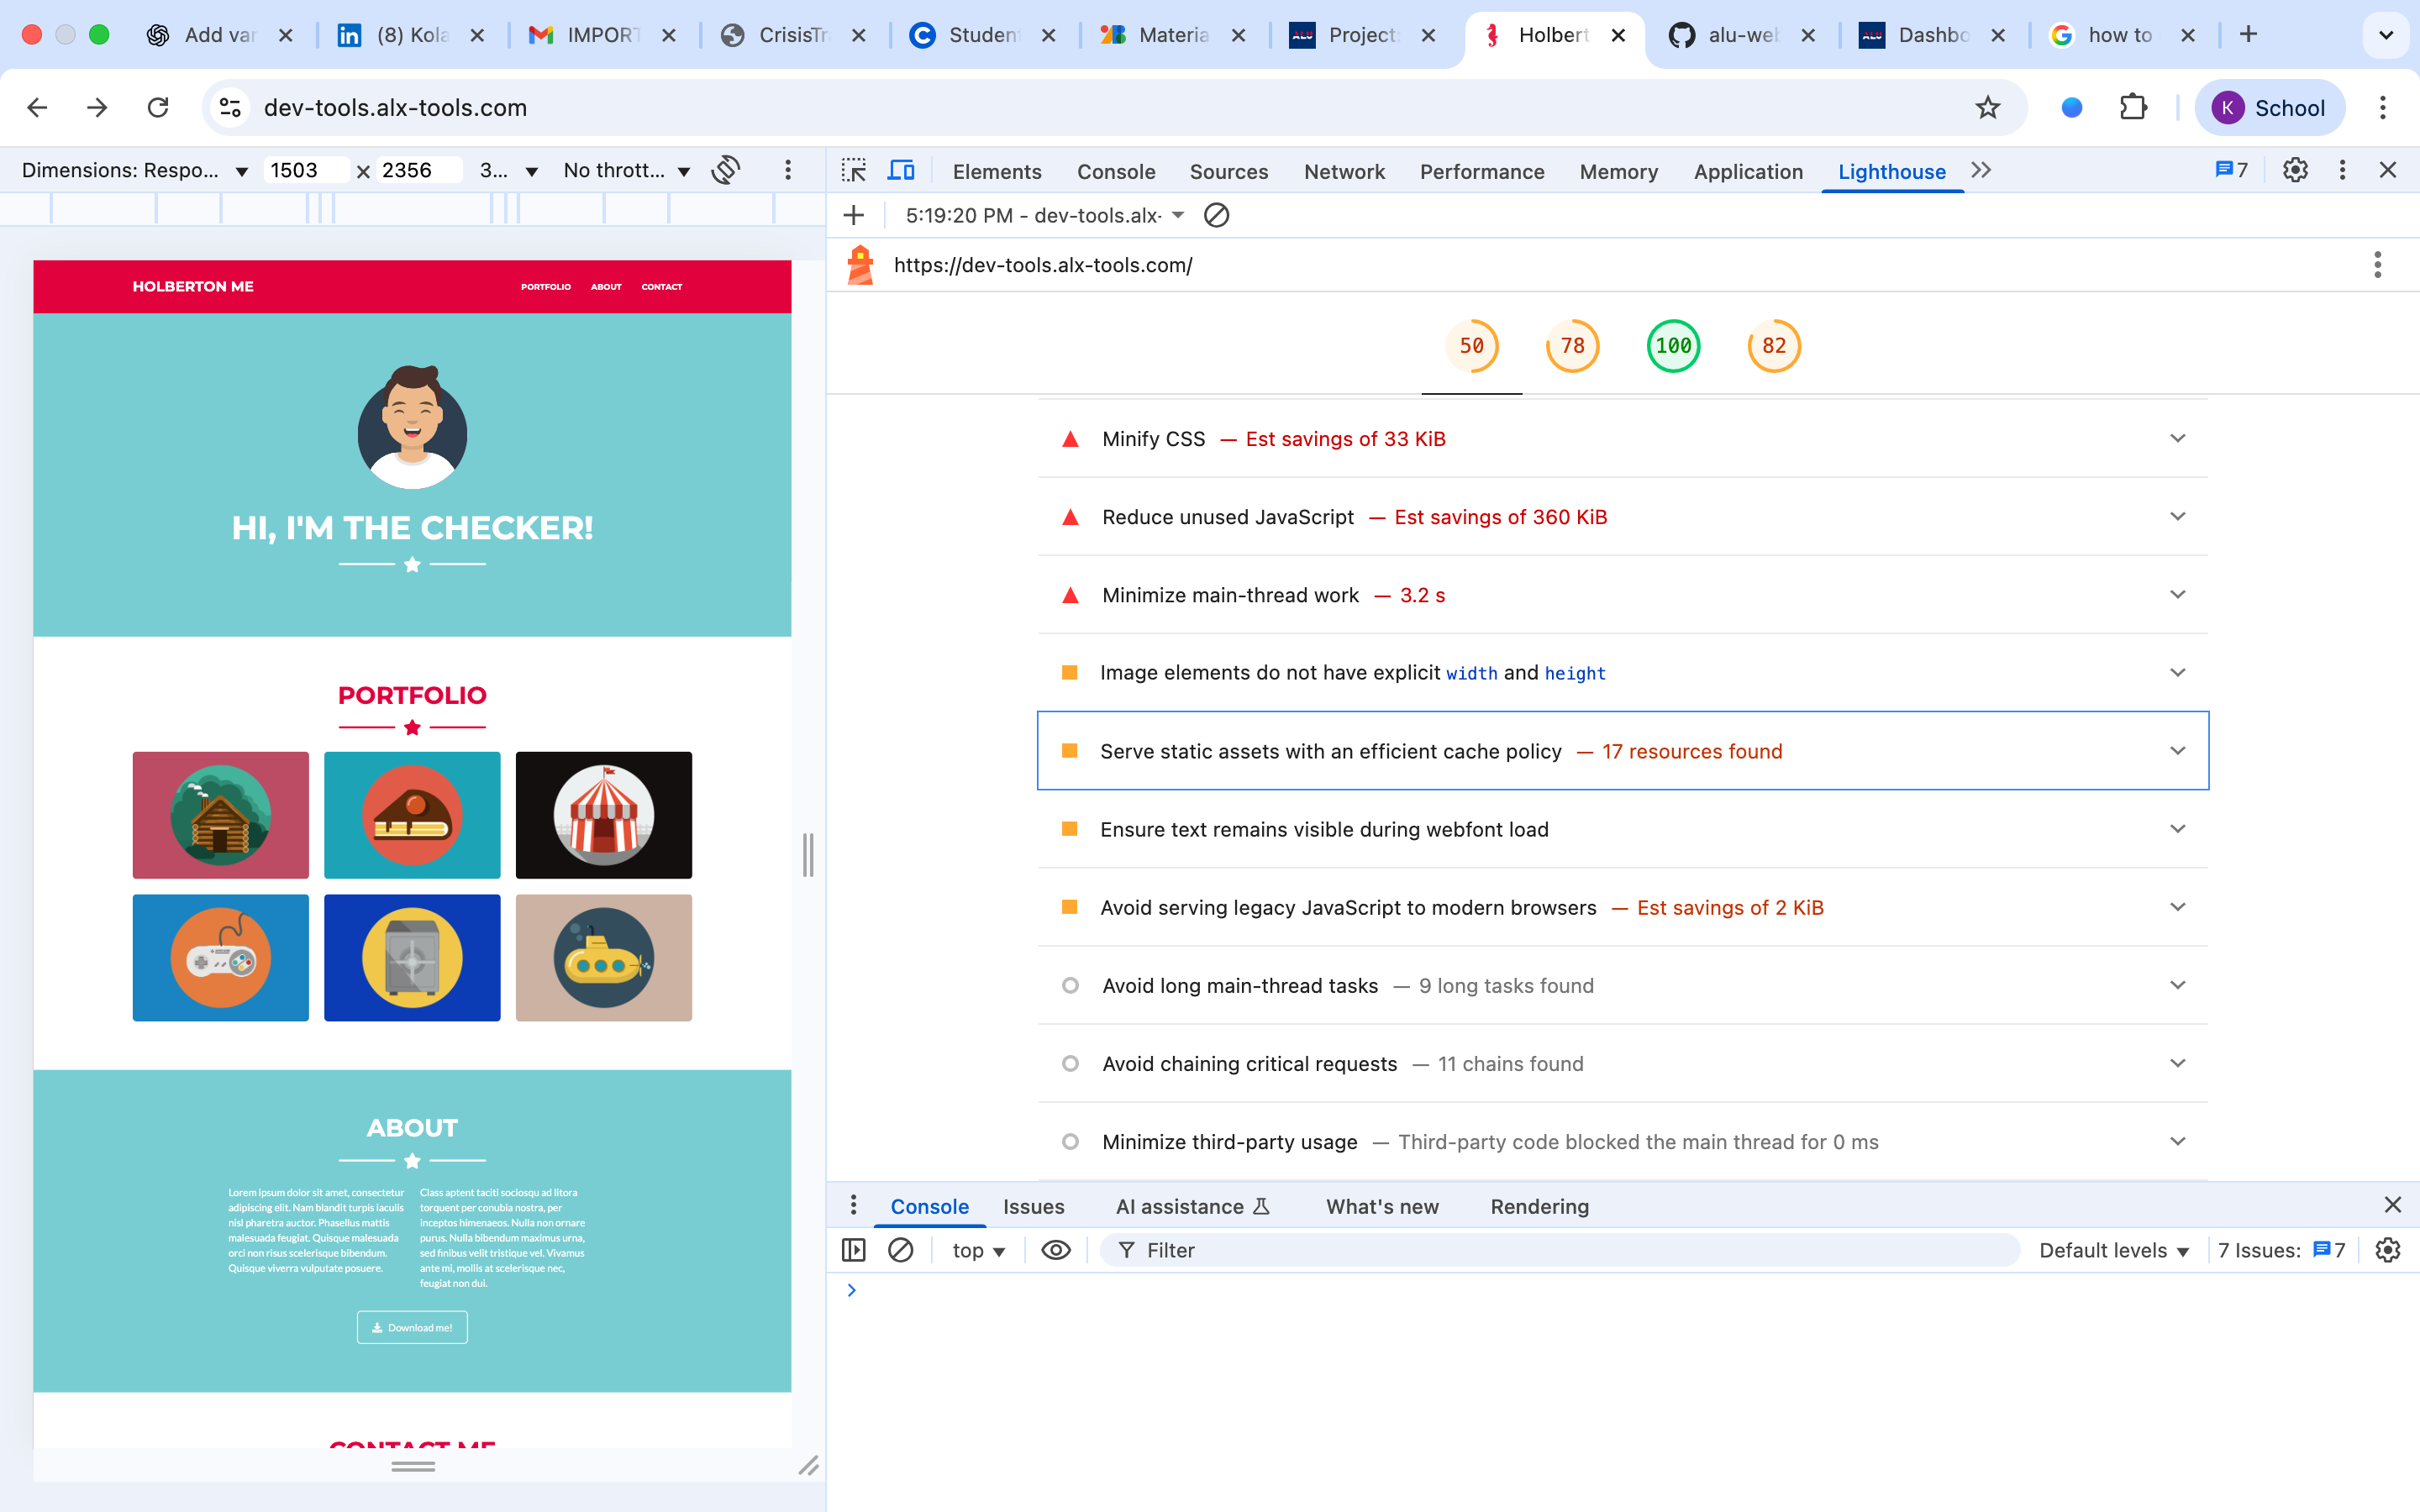 Add var
(8) Kola
IMPORT
CrisisTr
Student
Materia
Project
Holbert
alu-web
Dashbo
how to
dev-tools.alx-tools.com
K School
Dimensions: Respo... 1503 x 2356 3... No thrott...
Elements Console Sources Network Performance Memory Application Lighthouse 7
5:19:20 PM - dev-tools.alx-
https://dev-tools.alx-tools.com/
50 78 100 82
Minify CSS — Est savings of 33 KiB
Reduce unused JavaScript — Est savings of 360 KiB
Minimize main-thread work — 3.2 s
Image elements do not have explicit width and height
Serve static assets with an efficient cache policy — 17 resources found
Ensure text remains visible during webfont load
Avoid serving legacy JavaScript to modern browsers — Est savings of 2 KiB
Avoid long main-thread tasks — 9 long tasks found
Avoid chaining critical requests — 11 chains found
Minimize third-party usage — Third-party code blocked the main thread for 0 ms
Console Issues AI assistance What's new Rendering
top Filter Default levels 7 Issues: 7
HOLBERTON ME
PORTFOLIO ABOUT CONTACT
HI, I'M THE CHECKER!
PORTFOLIO
ABOUT
Lorem ipsum dolor sit amet, consectetur
adipiscing elit. Nam blandit turpis iaculis
nisl pharetra auctor. Phasellus mattis
malesuada feugiat. Quisque malesuada
orci non risus scelerisque bibendum.
Quisque viverra vulputate posuere.
Class aptent taciti sociosqu ad litora
torquent per conubia nostra, per
inceptos himenaeos. Nulla non ornare
purus. Nulla bibendum maximus urna,
sed finibus velit tristique vel. Vivamus
ante mi, mollis at scelerisque nec,
feugiat non dui.
Download me!
CONTACT ME